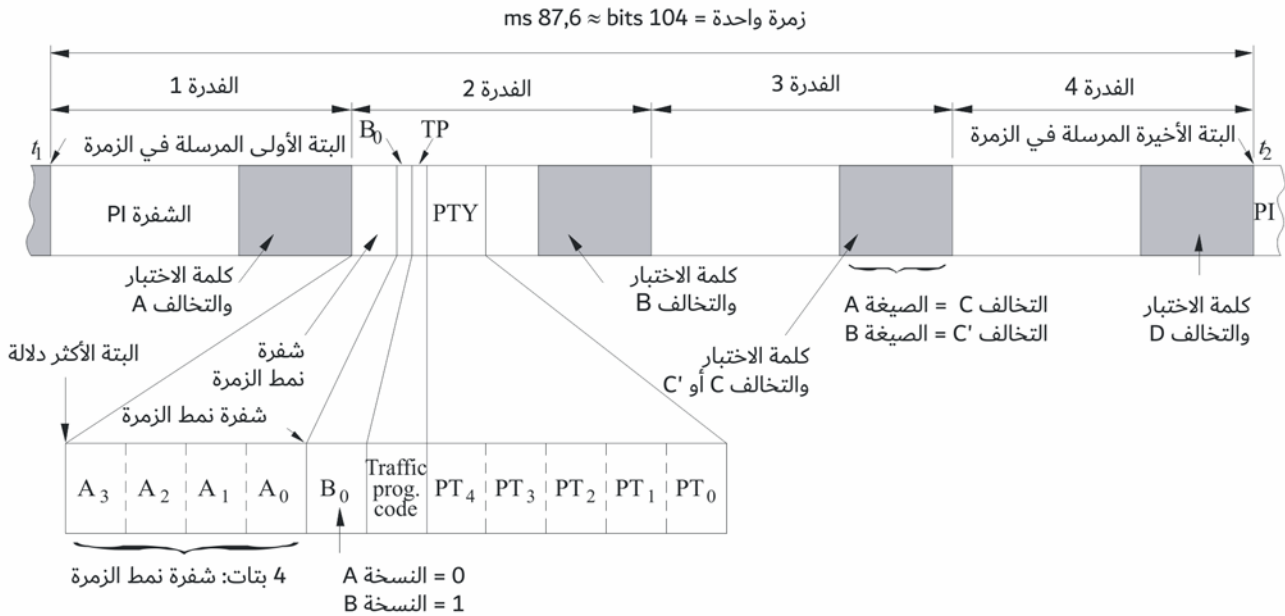 زمرة واحدة = 104 bits ≈ 87,6 ms
الفدرة 1
الفدرة 2
الفدرة 3
الفدرة 4
t1
البتة الأولى المرسلة في الزمرة
B0
TP
البتة الأخيرة المرسلة في الزمرة
t2
الشفرة PI
PTY
PI
كلمة الاختبار
والتخالف A
كلمة الاختبار
والتخالف B
التخالف C = الصيغة A
التخالف C' = الصيغة B
كلمة الاختبار
والتخالف D
البتة الأكثر دلالة
شفرة
نمط الزمرة
كلمة الاختبار
والتخالف C أو C'
شفرة نمط الزمرة
A3 A2 A1 A0 B0
Traffic
prog.
code
PT4 PT3 PT2 PT1 PT0
4 بتات: شفرة نمط الزمرة
0 = النسخة A
1 = النسخة B